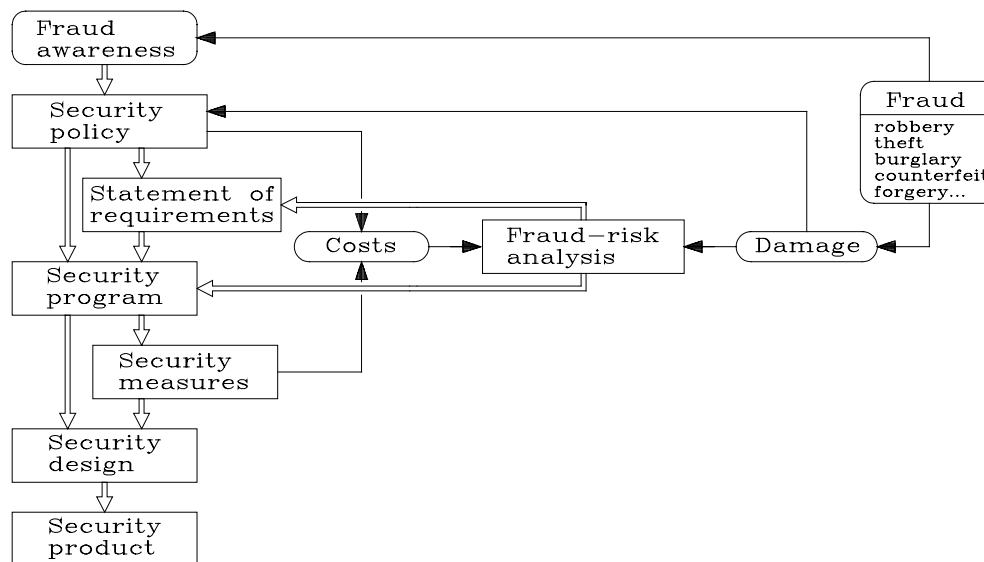 Fraud
awareness
Security
policy
Fraud
robbery
theft
burglary
counterfeit
forgery...
Statement of
requirements
Costs
Fraud-risk
analysis
Damage
Security
program
Security
measures
Security
design
Security
product